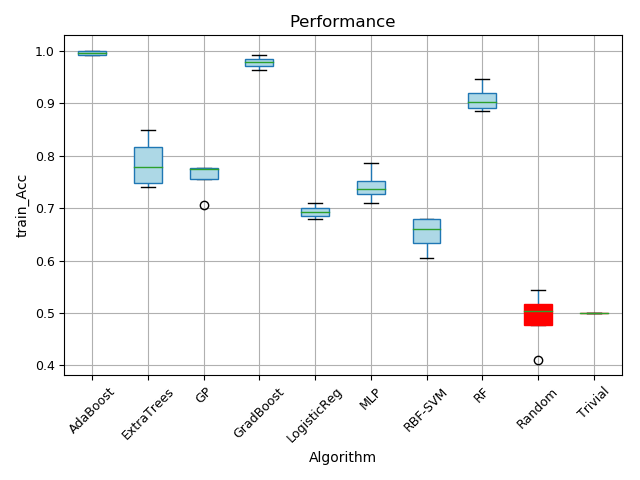 Performance
train_Acc
1.0
0.9
0.8
0.7
0.6
0.5
0.4
AdaBoost
ExtraTrees
GP
GradBoost
LogisticReg
MLP
RBF-SVM
RF
Random
Trivial
Algorithm